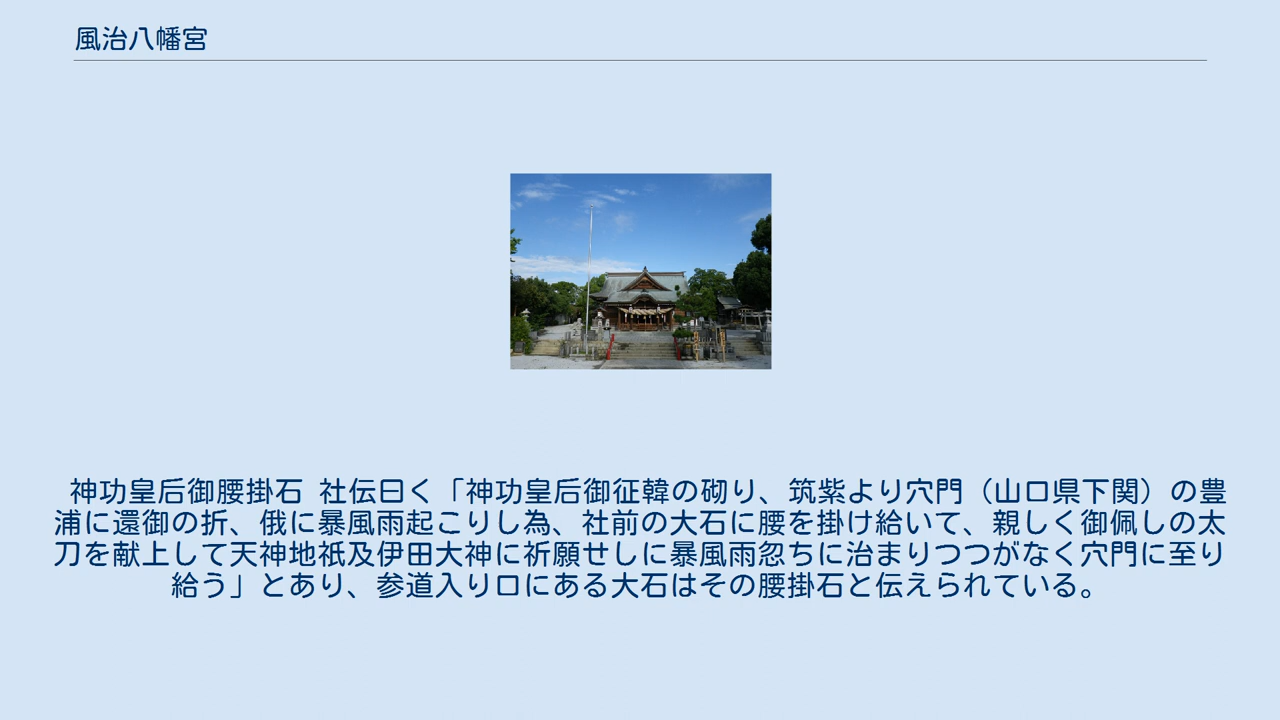 風治八幡宮
神功皇后御腰掛石 社伝曰く「神功皇后御征韓の砌り、筑紫より穴門（山口県下関）の豊
浦に還御の折、俄に暴風雨起こりし為、社前の大石に腰を掛け給いて、親しく御佩しの太
刀を献上して天神地祇及伊田大神に祈願せしに暴風雨忽ちに治まりつつがなく穴門に至り
給う」とあり、参道入り口にある大石はその腰掛石と伝えられている。